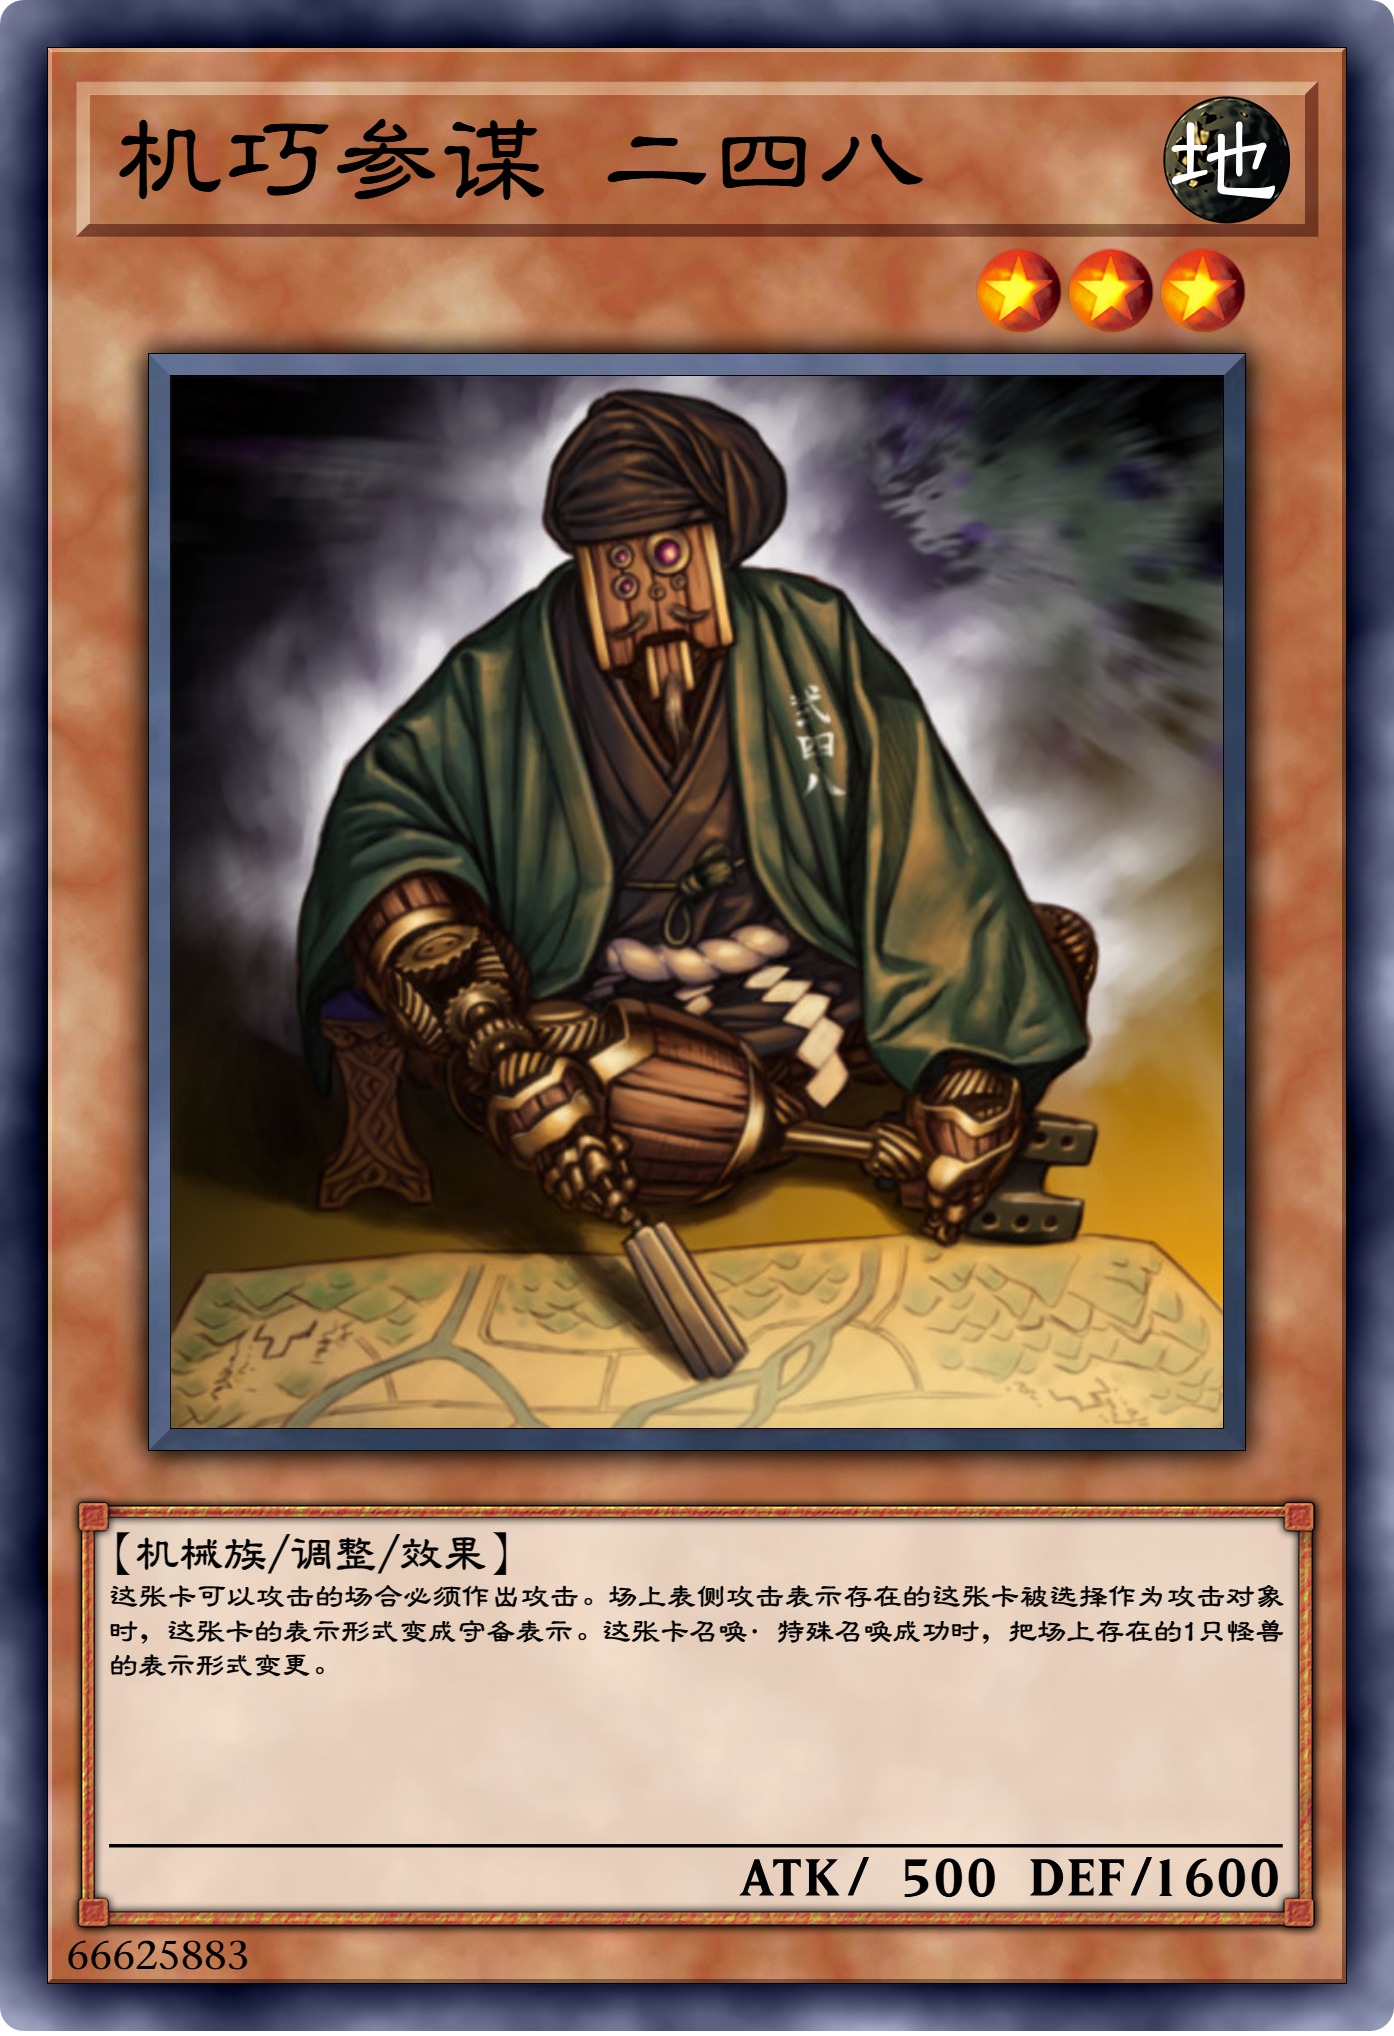 机巧参谋 二四八
地
弐四八
【机械族/调整/效果】
这张卡可以攻击的场合必须作出攻击。场上表侧攻击表示存在的这张卡被选择作为攻击对象
时，这张卡的表示形式变成守备表示。这张卡召唤·特殊召唤成功时，把场上存在的1只怪兽
的表示形式变更。
ATK/ 500 DEF/1600
66625883